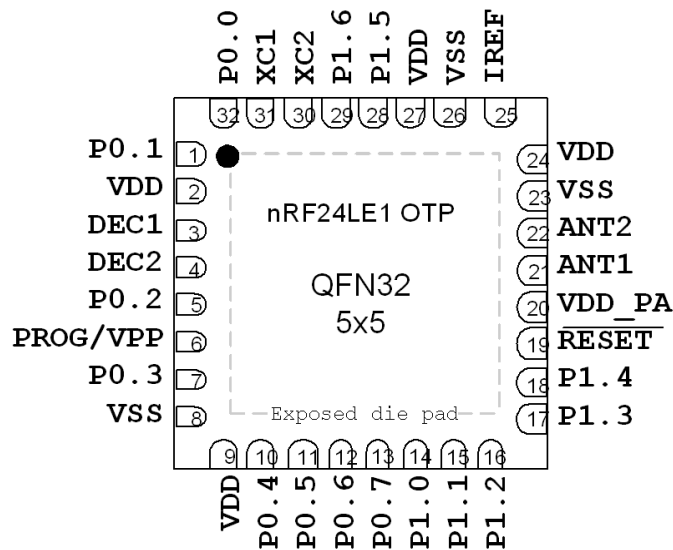 P0.0 XC1 XC2 P1.6 P1.5 VDD VSS IREF
32 31 30 29 28 27 26 25
P0.1 1 24 VDD
VDD 2 23 VSS
DEC1 3 nRF24LE1 OTP 22 ANT2
DEC2 4 21 ANT1
QFN32
P0.2 5 20 VDD_PA
5x5
PROG/VPP 6 19 RESET
P0.3 7 18 P1.4
VSS 8 Exposed die pad 17 P1.3
9 10 11 12 13 14 15 16
VDD P0.4 P0.5 P0.6 P0.7 P1.0 P1.1 P1.2